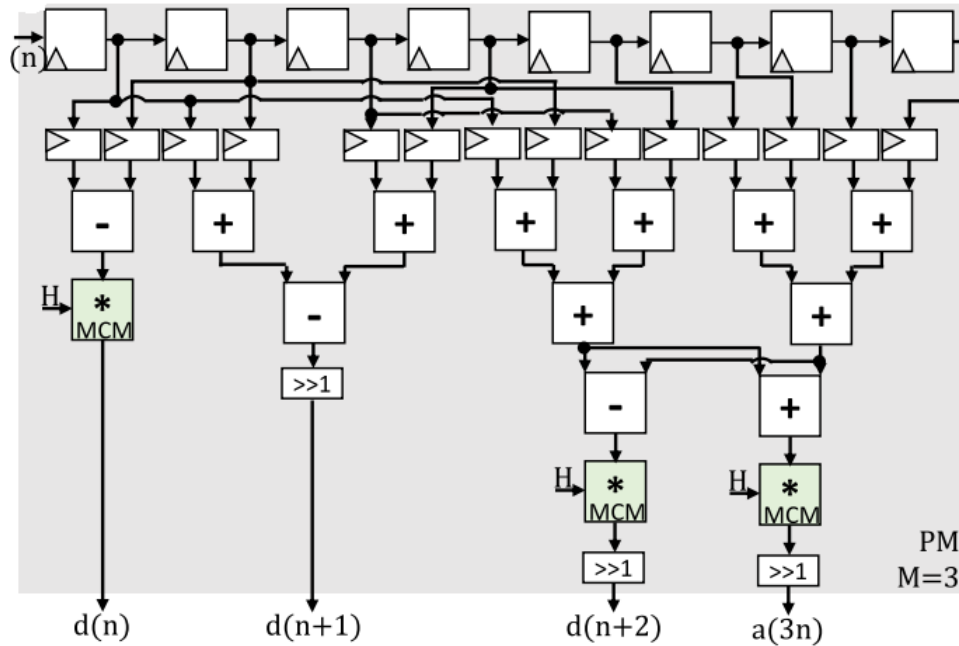 (n)
- + + + + + +
H * MCM
- + +
>>1
- +
H * MCM H * MCM
PM
>>1 >>1 M=3
d(n) d(n+1) d(n+2) a(3n)